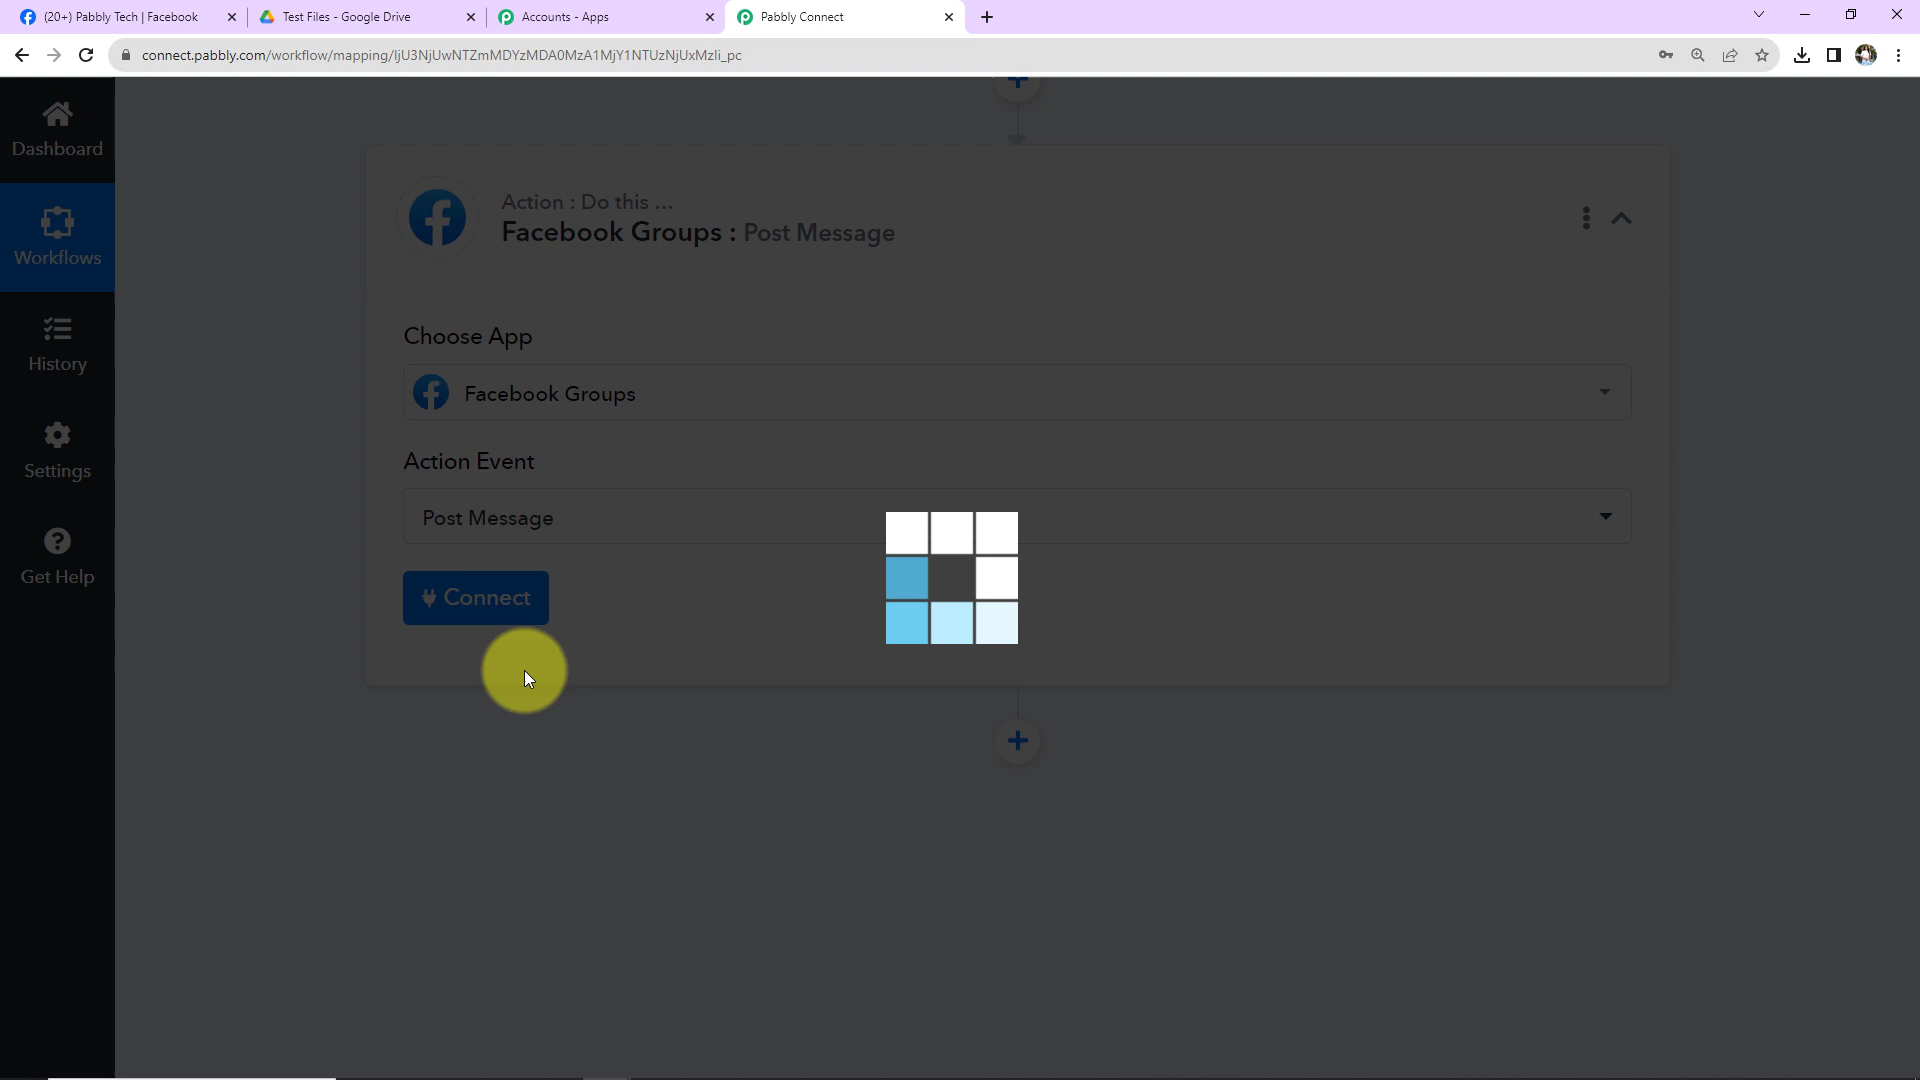 (20+) Pabbly Tech | Facebook
Test Files - Google Drive
Accounts - Apps
Pabbly Connect
connect.pabbly.com/workflow/mapping/IjU3NjUwNTZmMDYzMDA0MzA1MjY1NTUzNjUxMzIi_pc
Dashboard
Workflows
History
Settings
Get Help
Action : Do this ...
Facebook Groups : Post Message
Choose App
Facebook Groups
Action Event
Post Message
Connect